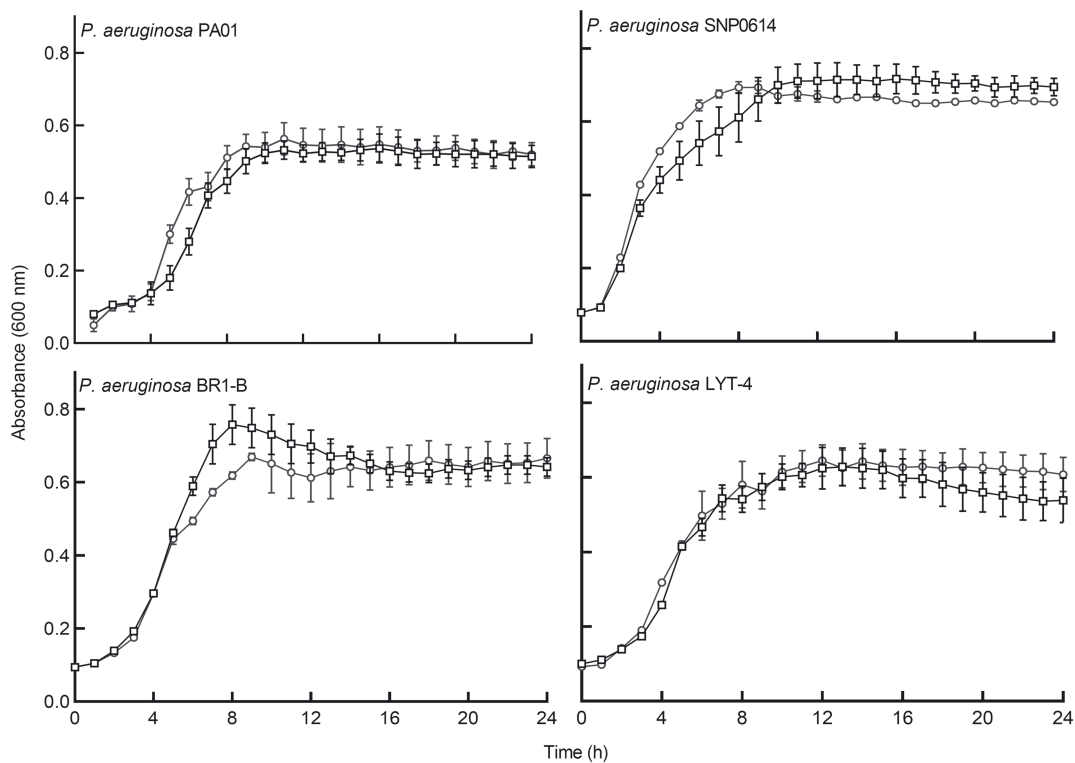 P. aeruginosa PA01
P. aeruginosa SNP0614
0.8
0.6
0.4
0.2
0.0
Absorbance (600 nm)
P. aeruginosa BR1-B
P. aeruginosa LYT-4
0.8
0.6
0.4
0.2
0.0
0 4 8 12 16 20 24
0 4 8 12 16 20 24
Time (h)